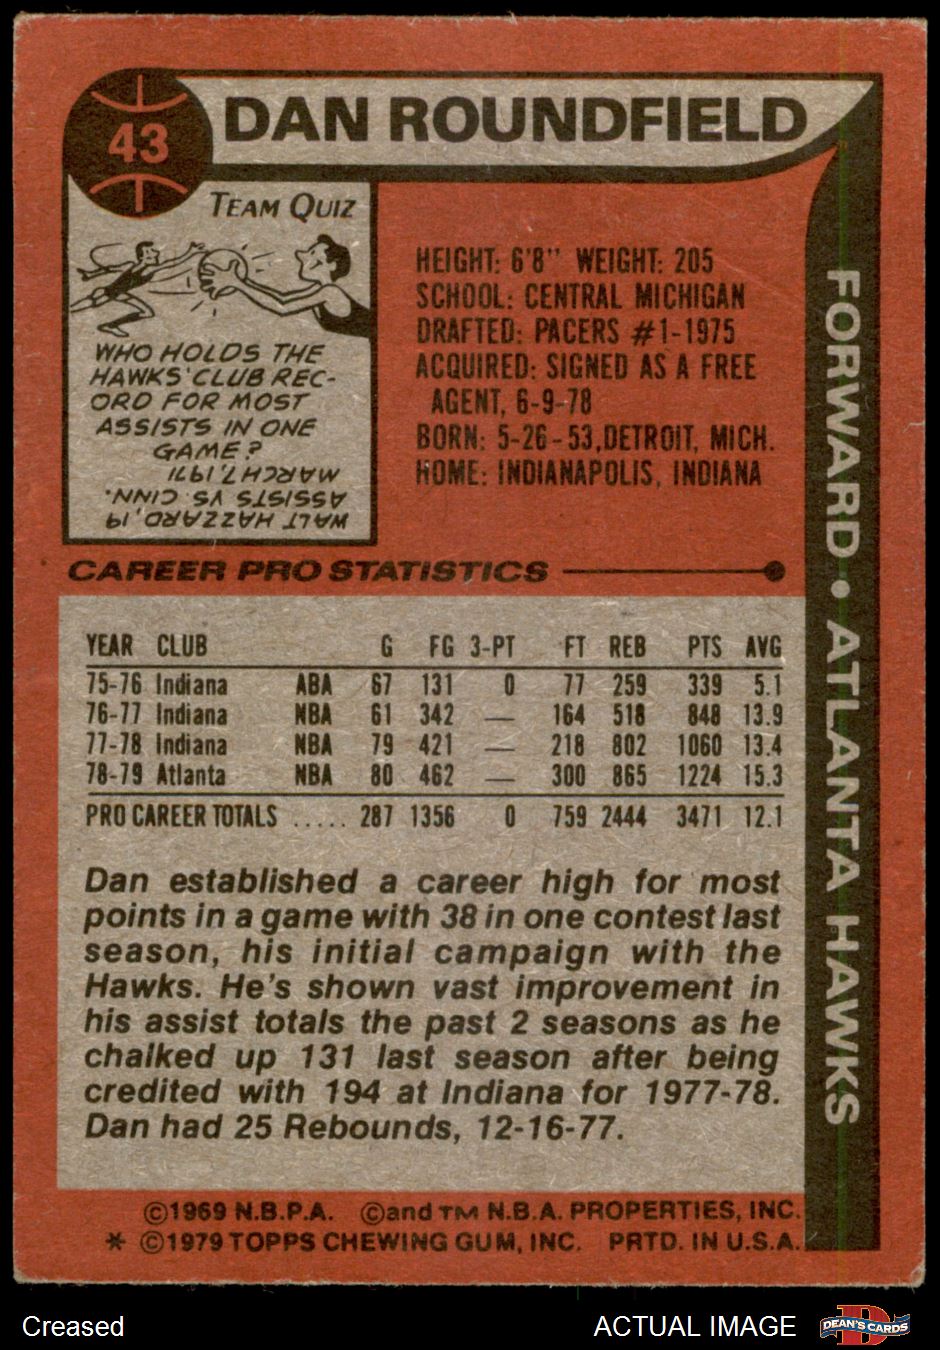 43
DAN ROUNDFIELD
TEAM QUIZ
WHO HOLDS THE
HAWKS' CLUB REC-
ORD FOR MOST
ASSISTS IN ONE
GAME?
WALT HAZZARD, 19
ASSISTS VS CINN.
MARCH 7, 1971
HEIGHT: 6'8" WEIGHT: 205
SCHOOL: CENTRAL MICHIGAN
DRAFTED: PACERS #1-1975
ACQUIRED: SIGNED AS A FREE
AGENT, 6-9-78
BORN: 5-26-53, DETROIT, MICH.
HOME: INDIANAPOLIS, INDIANA
FORWARD • ATLANTA HAWKS
CAREER PRO STATISTICS
YEAR CLUB G FG 3-PT FT REB PTS AVG
75-76 Indiana ABA 67 131 0 77 259 339 5.1
76-77 Indiana NBA 61 342 — 164 518 848 13.9
77-78 Indiana NBA 79 421 — 218 802 1060 13.4
78-79 Atlanta NBA 80 462 — 300 865 1224 15.3
PRO CAREER TOTALS ..... 287 1356 0 759 2444 3471 12.1
Dan established a career high for most
points in a game with 38 in one contest last
season, his initial campaign with the
Hawks. He's shown vast improvement in
his assist totals the past 2 seasons as he
chalked up 131 last season after being
credited with 194 at Indiana for 1977-78.
Dan had 25 Rebounds, 12-16-77.
©1969 N.B.P.A. ©and TM N.B.A. PROPERTIES, INC.
* ©1979 TOPPS CHEWING GUM, INC. PRTD. IN U.S.A.
Creased
ACTUAL IMAGE
DEAN'S CARDS